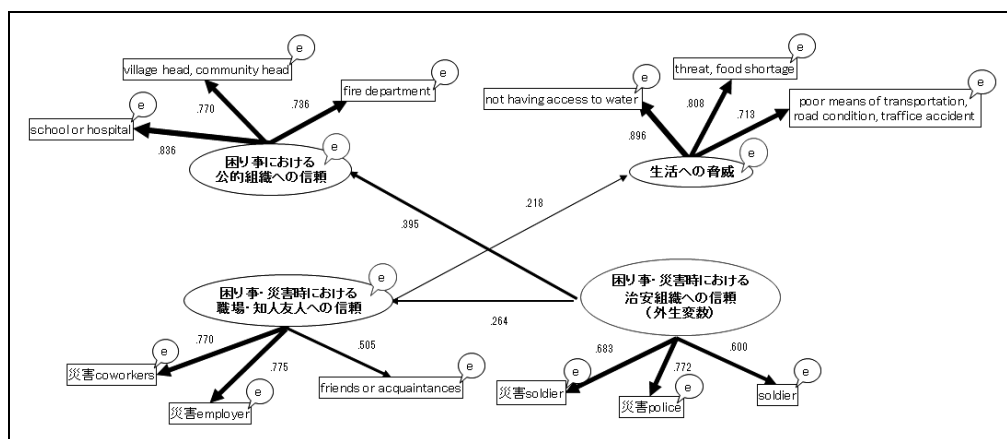 e
e
village head, community head
e
e
threat, food shortage
e
fire department
not having access to water
e
poor means of transportation,
road condition, traffice accident
.770
.736
.808
.713
e
school or hospital
.896
.836
e
困り事における
公的組織への信頼
e
生活への脅威
.218
.395
e
困り事・災害時における
職場・知人友人への信頼
困り事・災害時における
治安組織への信頼
(外生変数)
.264
.770
.775
.505
.683
.772
.600
e
災害coworkers
e
災害employer
e
friends or acquaintances
e
災害soldier
e
災害police
e
soldier